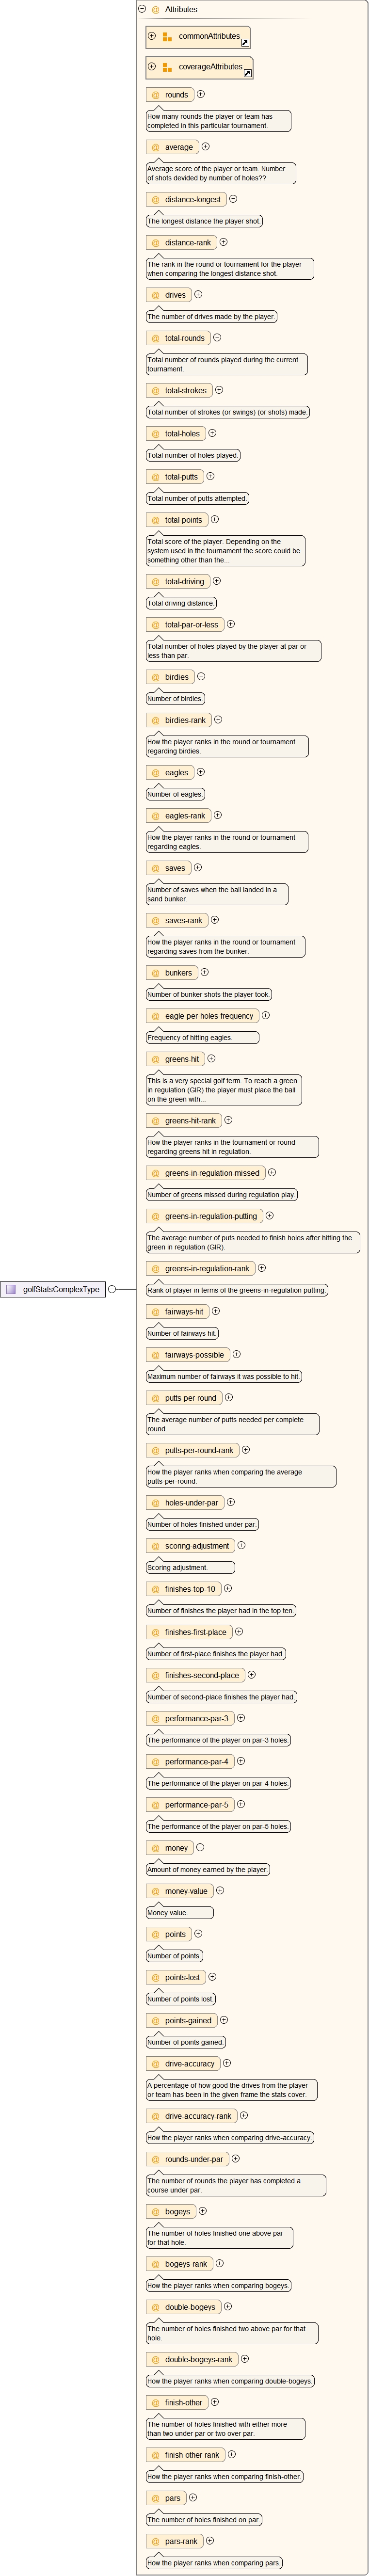 Attributes
commonAttributes
coverageAttributes
@ rounds
How many rounds the player or team has
completed in this particular tournament.
@ average
Average score of the player or team. Number
of shots devided by number of holes??
@ distance-longest
The longest distance the player shot.
@ distance-rank
The rank in the round or tournament for the player
when comparing the longest distance shot.
@ drives
The number of drives made by the player.
@ total-rounds
Total number of rounds played during the current
tournament.
@ total-strokes
Total number of strokes (or swings) (or shots) made.
@ total-holes
Total number of holes played.
@ total-putts
Total number of putts attempted.
@ total-points
Total score of the player. Depending on the
system used in the tournament the score could be
something other than the...
@ total-driving
Total driving distance.
@ total-par-or-less
Total number of holes played by the player at par or
less than par.
@ birdies
Number of birdies.
@ birdies-rank
How the player ranks in the round or tournament
regarding birdies.
@ eagles
Number of eagles.
@ eagles-rank
How the player ranks in the round or tournament
regarding eagles.
@ saves
Number of saves when the ball landed in a
sand bunker.
@ saves-rank
How the player ranks in the round or tournament
regarding saves from the bunker.
@ bunkers
Number of bunker shots the player took.
@ eagle-per-holes-frequency
Frequency of hitting eagles.
@ greens-hit
This is a very special golf term. To reach a green
in regulation (GIR) the player must place the ball
on the green with...
@ greens-hit-rank
How the player ranks in the tournament or round
regarding greens hit in regulation.
@ greens-in-regulation-missed
Number of greens missed during regulation play.
@ greens-in-regulation-putting
The average number of puts needed to finish holes after hitting the
green in regulation (GIR).
@ greens-in-regulation-rank
Rank of player in terms of the greens-in-regulation putting.
golfStatsComplexType
@ fairways-hit
Number of fairways hit.
@ fairways-possible
Maximum number of fairways it was possible to hit.
@ putts-per-round
The average number of putts needed per complete
round.
@ putts-per-round-rank
How the player ranks when comparing the average
putts-per-round.
@ holes-under-par
Number of holes finished under par.
@ scoring-adjustment
Scoring adjustment.
@ finishes-top-10
Number of finishes the player had in the top ten.
@ finishes-first-place
Number of first-place finishes the player had.
@ finishes-second-place
Number of second-place finishes the player had.
@ performance-par-3
The performance of the player on par-3 holes.
@ performance-par-4
The performance of the player on par-4 holes.
@ performance-par-5
The performance of the player on par-5 holes.
@ money
Amount of money earned by the player.
@ money-value
Money value.
@ points
Number of points.
@ points-lost
Number of points lost.
@ points-gained
Number of points gained.
@ drive-accuracy
A percentage of how good the drives from the player
or team has been in the given frame the stats cover.
@ drive-accuracy-rank
How the player ranks when comparing drive-accuracy.
@ rounds-under-par
The number of rounds the player has completed a
course under par.
@ bogeys
The number of holes finished one above par
for that hole.
@ bogeys-rank
How the player ranks when comparing bogeys.
@ double-bogeys
The number of holes finished two above par for that
hole.
@ double-bogeys-rank
How the player ranks when comparing double-bogeys.
@ finish-other
The number of holes finished with either more
than two under par or two over par.
@ finish-other-rank
How the player ranks when comparing finish-other.
@ pars
The number of holes finished on par.
@ pars-rank
How the player ranks when comparing pars.